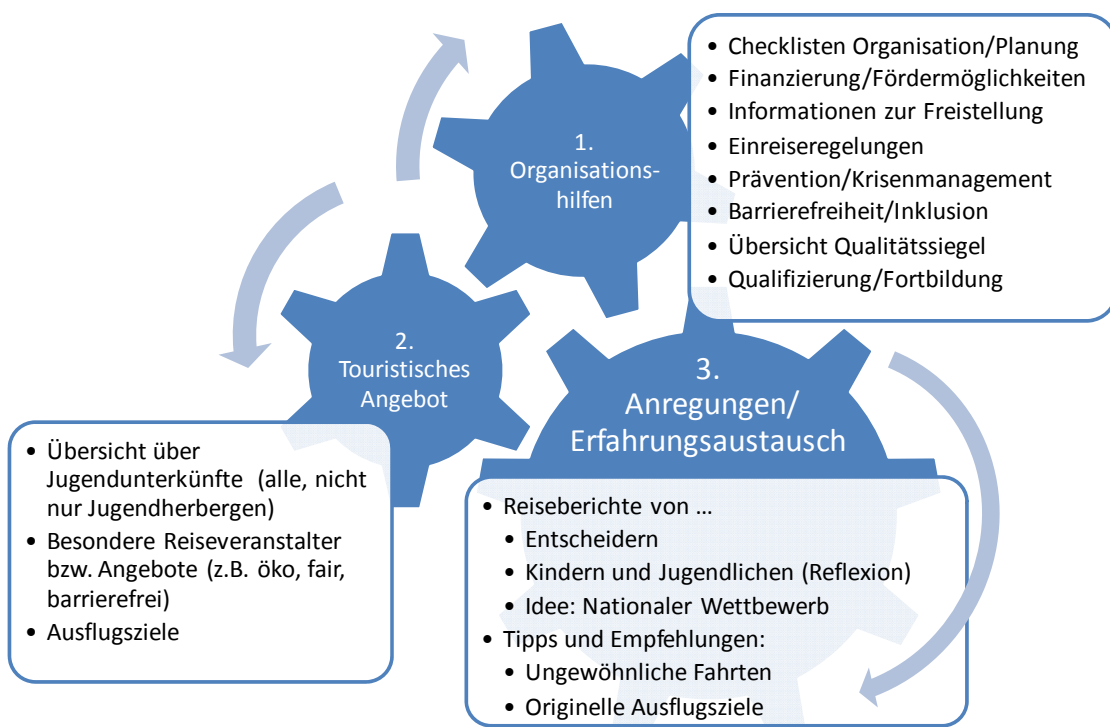 1.
Organisations-
hilfen
• Checklisten Organisation/Planung
• Finanzierung/Fördermöglichkeiten
• Informationen zur Freistellung
• Einreiseregelungen
• Prävention/Krisenmanagement
• Barrierefreiheit/Inklusion
• Übersicht Qualitätssiegel
• Qualifizierung/Fortbildung
2.
Touristisches
Angebot
• Übersicht über
Jugendunterkünfte (alle, nicht
nur Jugendherbergen)
• Besondere Reiseveranstalter
bzw. Angebote (z.B. öko, fair,
barrierefrei)
• Ausflugsziele
3.
Anregungen/
Erfahrungsaustausch
• Reiseberichte von …
• Entscheidern
• Kindern und Jugendlichen (Reflexion)
• Idee: Nationaler Wettbewerb
• Tipps und Empfehlungen:
• Ungewöhnliche Fahrten
• Originelle Ausflugsziele